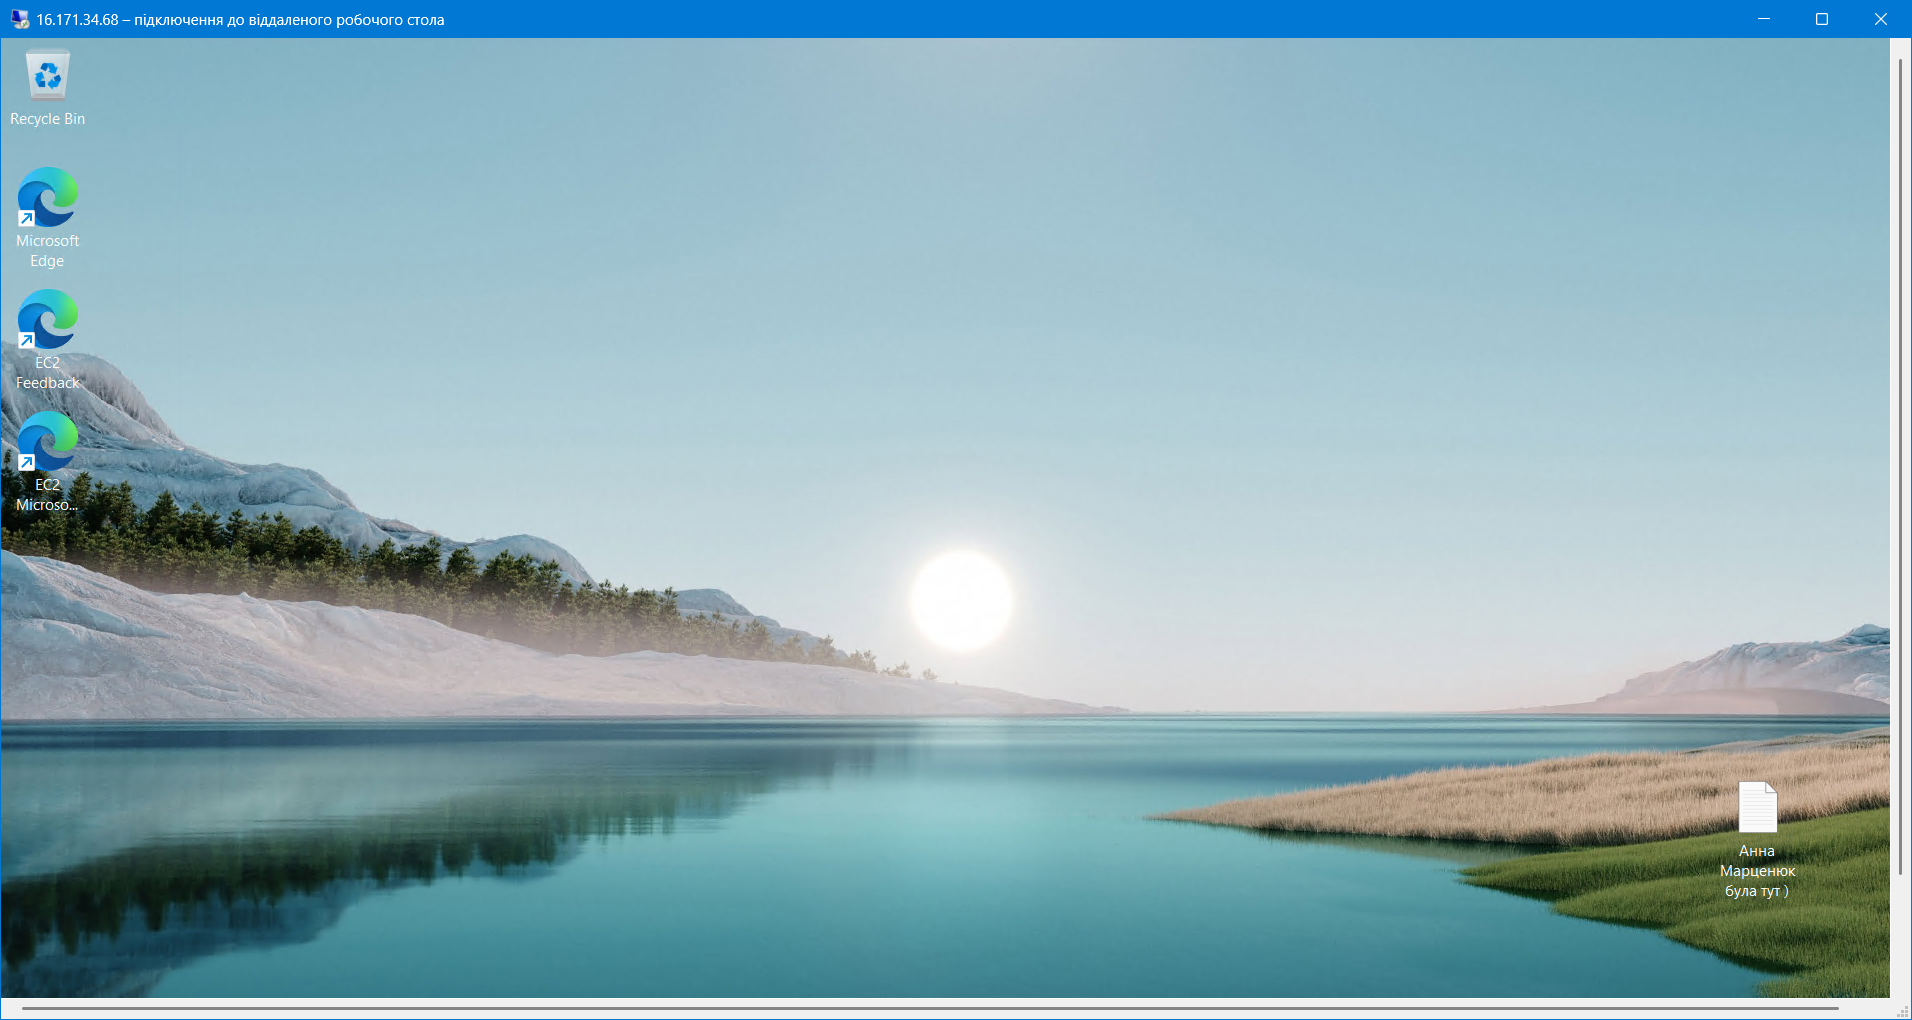 16.171.34.68 – підключення до віддаленого робочого стола
Recycle Bin
Microsoft
Edge
EC2
Feedback
EC2
Microso...
Анна
Марценюк
була тут )